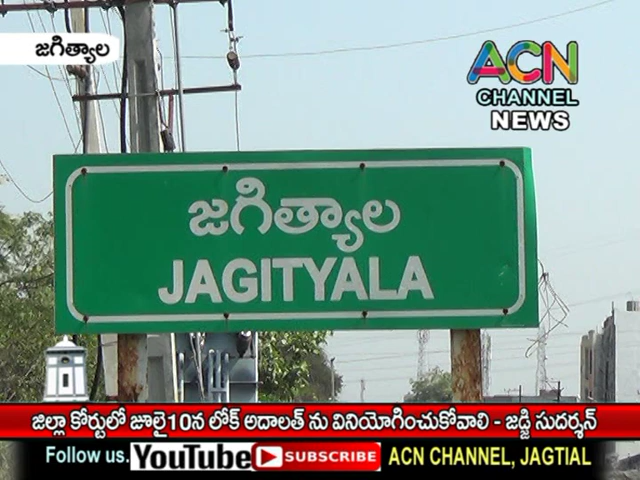 జగిత్యాల
ACN
CHANNEL
NEWS
జగిత్యాల
JAGITYALA
జిల్లా కోర్టులో జూలై10న లోక్ అదాలత్ ను వినియోగించుకోవాలి - జడ్జి సుదర్శన్
Follow us. YouTube SUBSCRIBE ACN CHANNEL, JAGTIAL